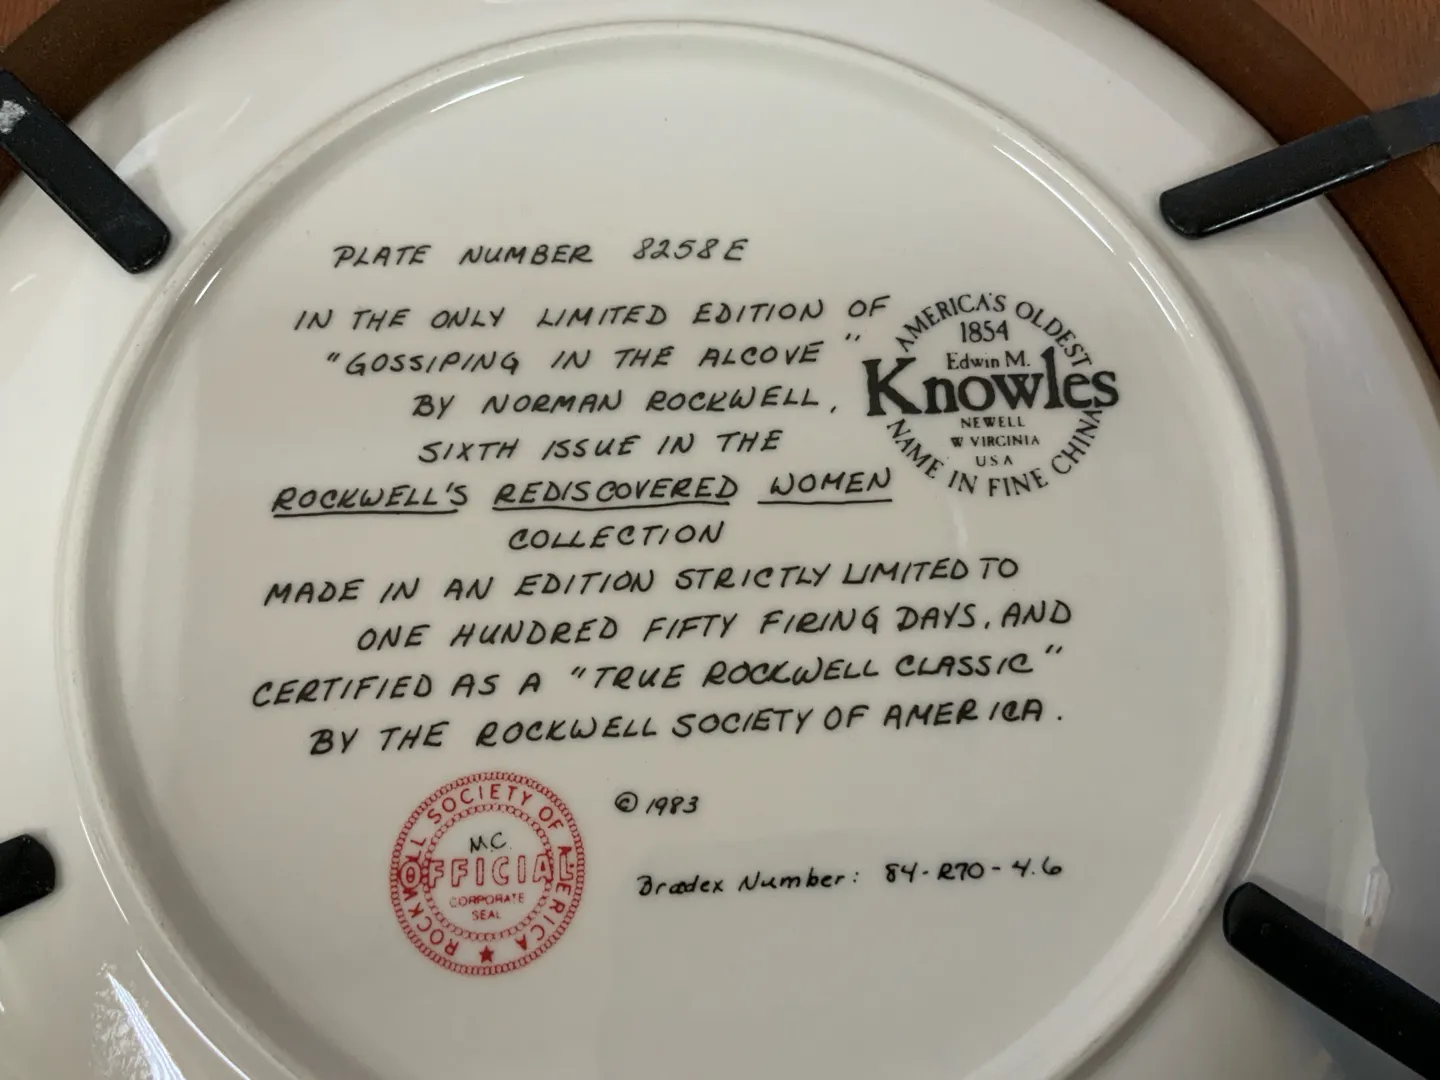 PLATE NUMBER 8258E
IN THE ONLY LIMITED EDITION OF
"GOSSIPING IN THE ALCOVE"
BY NORMAN ROCKWELL,
SIXTH ISSUE IN THE
ROCKWELL'S REDISCOVERED WOMEN
COLLECTION
MADE IN AN EDITION STRICTLY LIMITED TO
ONE HUNDRED FIFTY FIRING DAYS, AND
CERTIFIED AS A "TRUE ROCKWELL CLASSIC"
BY THE ROCKWELL SOCIETY OF AMERICA.
AMERICA'S OLDEST
1854
Edwin M.
Knowles
NEWELL
W VIRGINIA
USA
NAME IN FINE CHINA
ROCKWELL SOCIETY OF AMERICA
M.C.
OFFICIAL
CORPORATE
SEAL
© 1983
Bradex Number: 84-R70-4.6